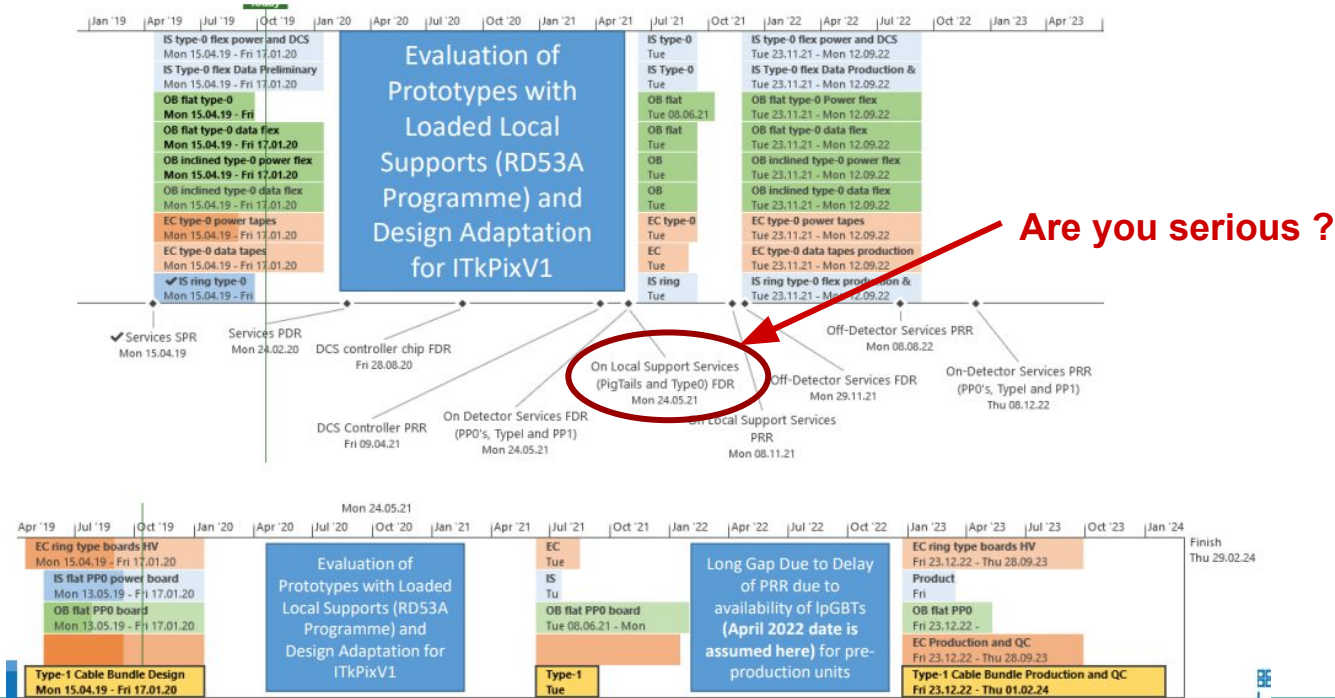 Today
Jan '19 Apr '19 Jul '19 Oct '19 Jan '20 Apr '20 Jul '20 Oct '20 Jan '21 Apr '21 Jul '21 Oct '21 Jan '22 Apr '22 Jul '22 Oct '22 Jan '23 Apr '23
IS type-0 flex power and DCS
Mon 15.04.19 - Fri 17.01.20
IS Type-0 flex Data Preliminary
Mon 15.04.19 - Fri 17.01.20
OB flat type-0
Mon 15.04.19 - Fri
OB flat type-0 data flex
Mon 15.04.19 - Fri 17.01.20
OB inclined type-0 power flex
Mon 15.04.19 - Fri 17.01.20
OB inclined type-0 data flex
Mon 15.04.19 - Fri 17.01.20
EC type-0 power tapes
Mon 15.04.19 - Fri 17.01.20
EC type-0 data tapes
Mon 15.04.19 - Fri 17.01.20
✔IS ring type-0
Mon 15.04.19 - Fri
Evaluation of
Prototypes with
Loaded Local
Supports (RD53A
Programme) and
Design Adaptation
for ITkPixV1
IS type-0
Tue
IS Type-0
Tue
OB flat
Tue 08.06.21
OB flat
Tue
OB
Tue
OB
Tue
EC type-0
Tue
EC
Tue
IS ring
Tue
IS type-0 flex power and DCS
Tue 23.11.21 - Mon 12.09.22
IS Type-0 flex Data Production &
Tue 23.11.21 - Mon 12.09.22
OB flat type-0 Power flex
Tue 23.11.21 - Mon 12.09.22
OB flat type-0 data flex
Tue 23.11.21 - Mon 12.09.22
OB inclined type-0 power flex
Tue 23.11.21 - Mon 12.09.22
OB inclined type-0 data flex
Tue 23.11.21 - Mon 12.09.22
EC type-0 power tapes
Tue 23.11.21 - Mon 12.09.22
EC type-0 data tapes production
Tue 23.11.21 - Mon 12.09.22
IS ring type-0 flex production &
Tue 23.11.21 - Mon 12.09.22
Are you serious ?
✔Services SPR
Mon 15.04.19
Services PDR
Mon 24.02.20
DCS controller chip FDR
Fri 28.08.20
DCS Controller PRR
Fri 09.04.21
On Detector Services FDR
(PP0's, TypeI and PP1)
Mon 24.05.21
On Local Support Services
(PigTails and Type0) FDR
Mon 24.05.21
On Local Support Services
PRR
Mon 08.11.21
Off-Detector Services FDR
Mon 29.11.21
Off-Detector Services PRR
Mon 08.08.22
On-Detector Services PRR
(PP0's, TypeI and PP1)
Thu 08.12.22
Mon 24.05.21
Apr '19 Jul '19 Oct '19 Jan '20 Apr '20 Jul '20 Oct '20 Jan '21 Apr '21 Jul '21 Oct '21 Jan '22 Apr '22 Jul '22 Oct '22 Jan '23 Apr '23 Jul '23 Oct '23 Jan '24
EC ring type boards HV
Mon 15.04.19 - Fri 17.01.20
IS flat PP0 power board
Mon 13.05.19 - Fri 17.01.20
OB flat PP0 board
Mon 13.05.19 - Fri 17.01.20
Type-1 Cable Bundle Design
Mon 15.04.19 - Fri 17.01.20
Evaluation of
Prototypes with Loaded
Local Supports (RD53A
Programme) and
Design Adaptation for
ITkPixV1
EC
Tue
IS
Tu
OB flat PP0 board
Tue 08.06.21 - Mon
Type-1
Tue
Long Gap Due to Delay
of PRR due to
availability of lpGBTs
(April 2022 date is
assumed here) for pre-
production units
EC ring type boards HV
Fri 23.12.22 - Thu 28.09.23
Product
Fri
OB flat PP0
Fri 23.12.22 -
EC Production and QC
Fri 23.12.22 - Thu 28.09.23
Type-1 Cable Bundle Production and QC
Fri 23.12.22 - Thu 01.02.24
Finish
Thu 29.02.24